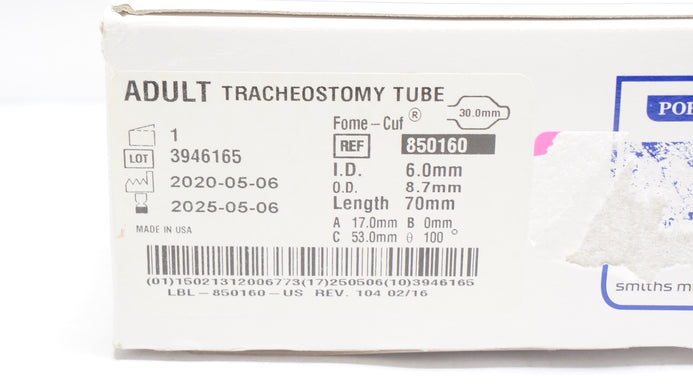 ADULT TRACHEOSTOMY TUBE
30.0mm
Fome-Cuf®
1
REF 850160
LOT 3946165
I.D. 6.0mm
2020-05-06
O.D. 8.7mm
2025-05-06
Length 70mm
MADE IN USA
A 17.0mm B 0mm
C 53.0mm θ 100°
(01)15021312006773(17)250506(10)3946165
LBL-850160-US REV. 104 02/16
smiths